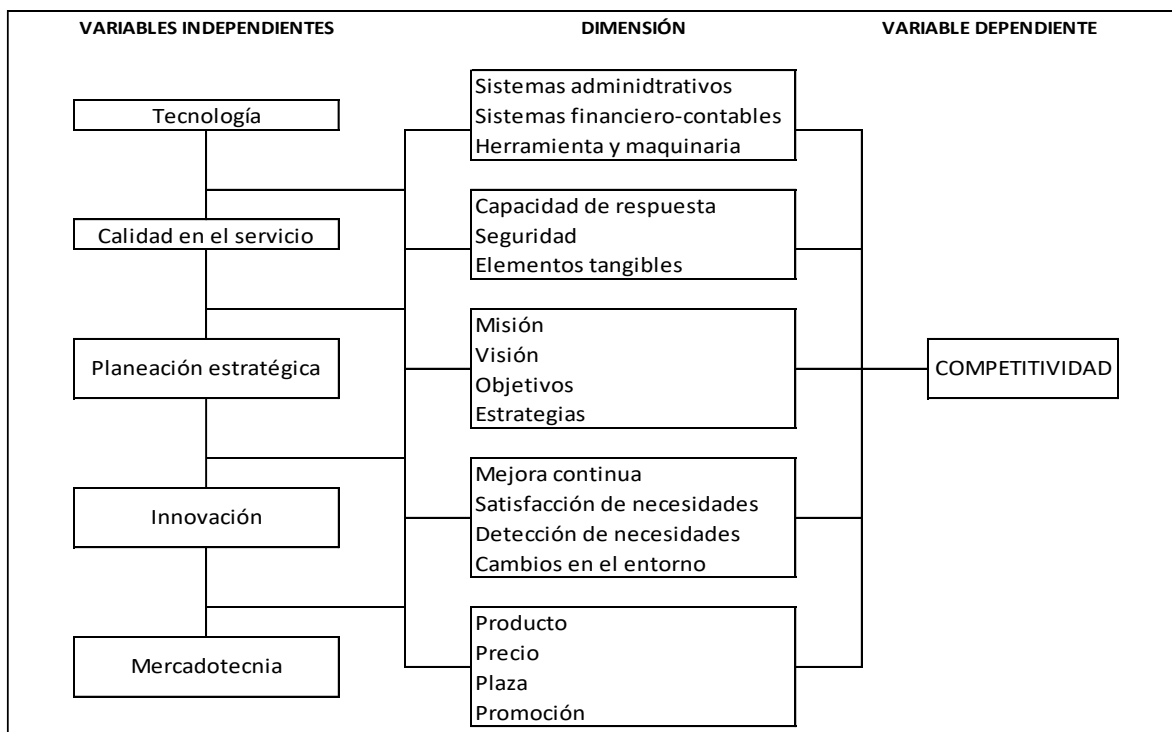 VARIABLES INDEPENDIENTES
DIMENSIÓN
VARIABLE DEPENDIENTE
Tecnología
Calidad en el servicio
Planeación estratégica
Innovación
Mercadotecnia
Sistemas adminidtrativos
Sistemas financiero-contables
Herramienta y maquinaria
Capacidad de respuesta
Seguridad
Elementos tangibles
Misión
Visión
Objetivos
Estrategias
Mejora continua
Satisfacción de necesidades
Detección de necesidades
Cambios en el entorno
Producto
Precio
Plaza
Promoción
COMPETITIVIDAD